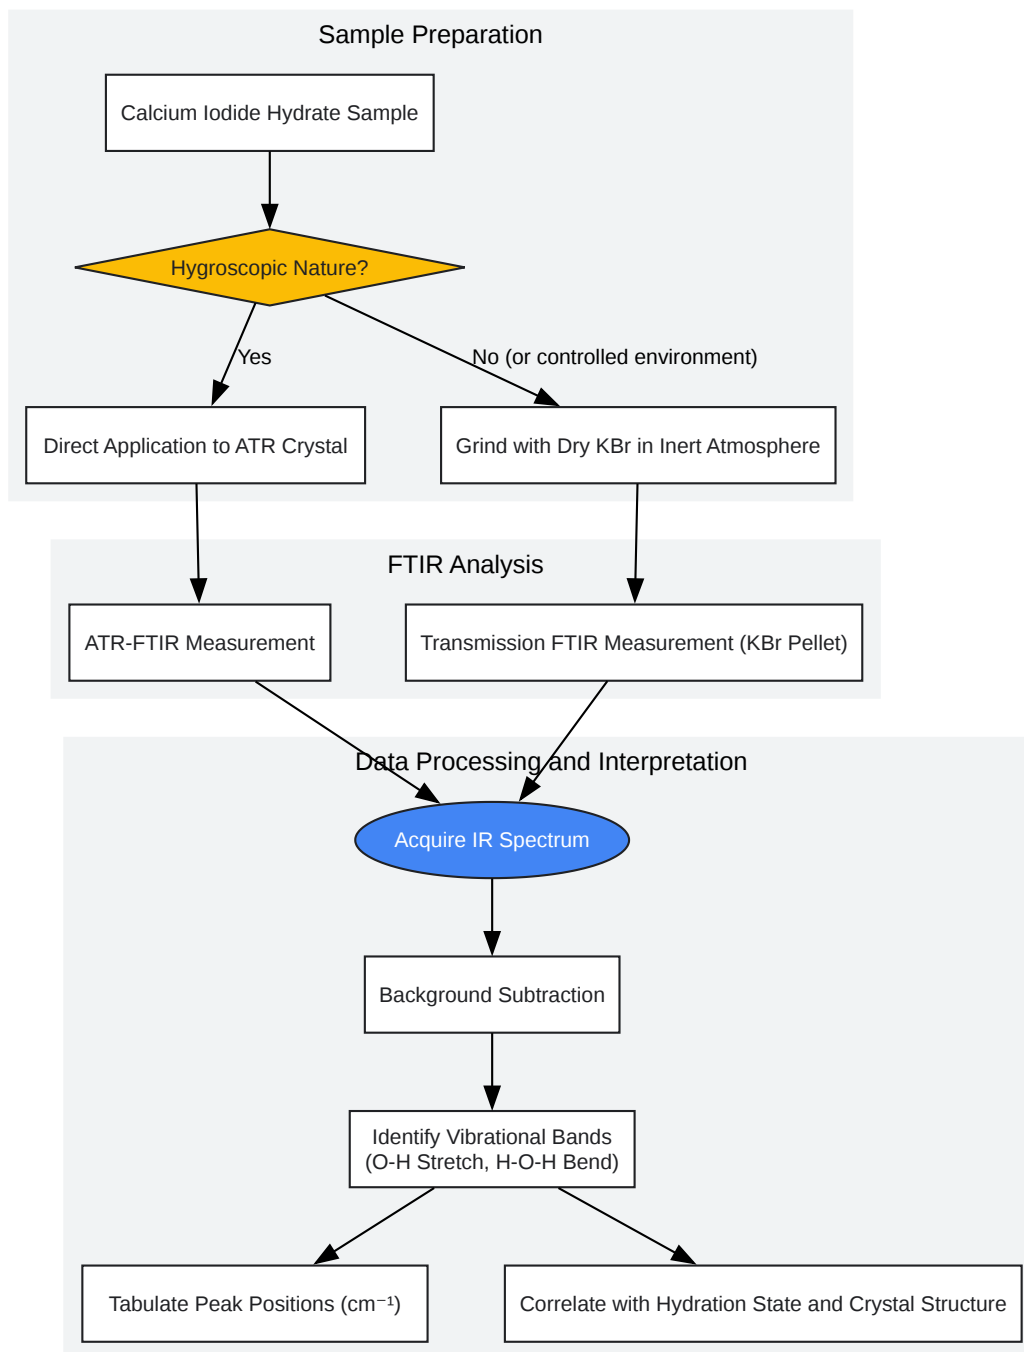 Sample Preparation
Calcium Iodide Hydrate Sample
Hygroscopic Nature?
Yes
No (or controlled environment)
Direct Application to ATR Crystal
Grind with Dry KBr in Inert Atmosphere
FTIR Analysis
ATR-FTIR Measurement
Transmission FTIR Measurement (KBr Pellet)
Data Processing and Interpretation
Acquire IR Spectrum
Background Subtraction
Identify Vibrational Bands
(O-H Stretch, H-O-H Bend)
Tabulate Peak Positions (cm⁻¹)
Correlate with Hydration State and Crystal Structure